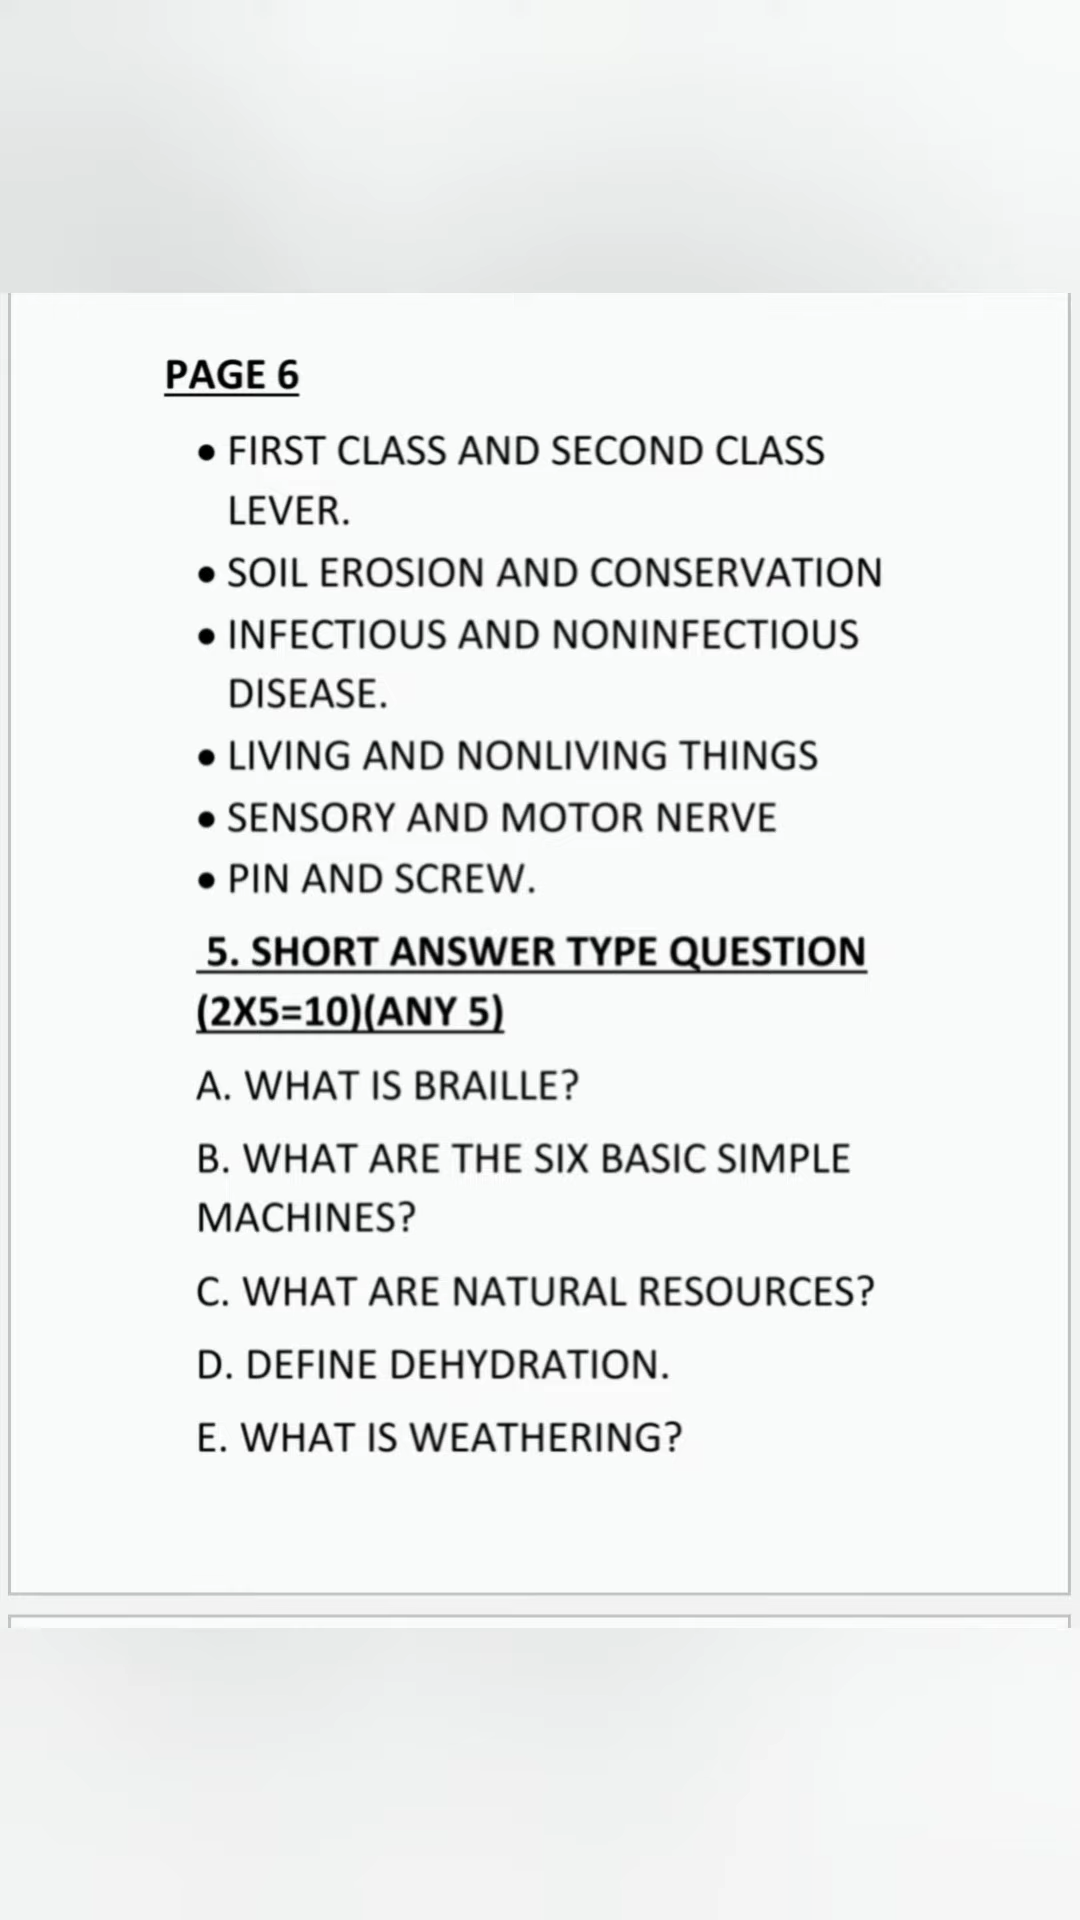 PAGE 6
• FIRST CLASS AND SECOND CLASS
LEVER.
• SOIL EROSION AND CONSERVATION
• INFECTIOUS AND NONINFECTIOUS
DISEASE.
• LIVING AND NONLIVING THINGS
• SENSORY AND MOTOR NERVE
• PIN AND SCREW.
5. SHORT ANSWER TYPE QUESTION
(2X5=10)(ANY 5)
A. WHAT IS BRAILLE?
B. WHAT ARE THE SIX BASIC SIMPLE
MACHINES?
C. WHAT ARE NATURAL RESOURCES?
D. DEFINE DEHYDRATION.
E. WHAT IS WEATHERING?